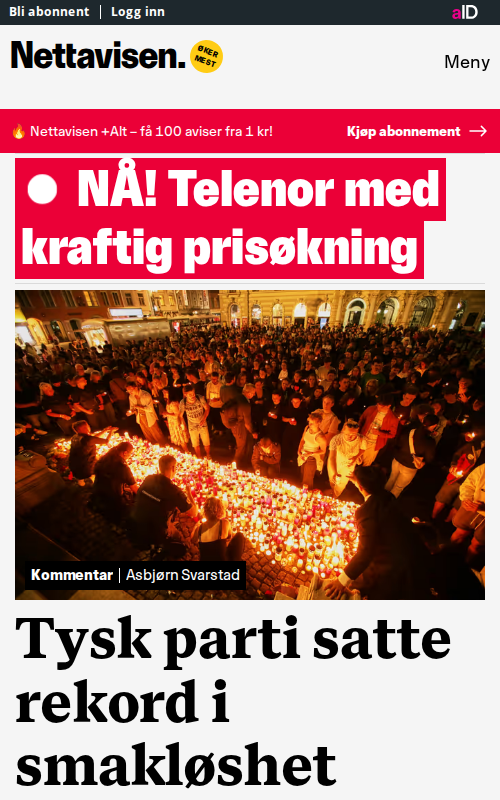 Bli abonnent | Logg inn
aID
Nettavisen.
ØKER
MEST
Meny
🔥 Nettavisen +Alt – få 100 aviser fra 1 kr!
Kjøp abonnement →
NÅ! Telenor med
kraftig prisøkning
Kommentar | Asbjørn Svarstad
Tysk parti satte
rekord i
smakløshet